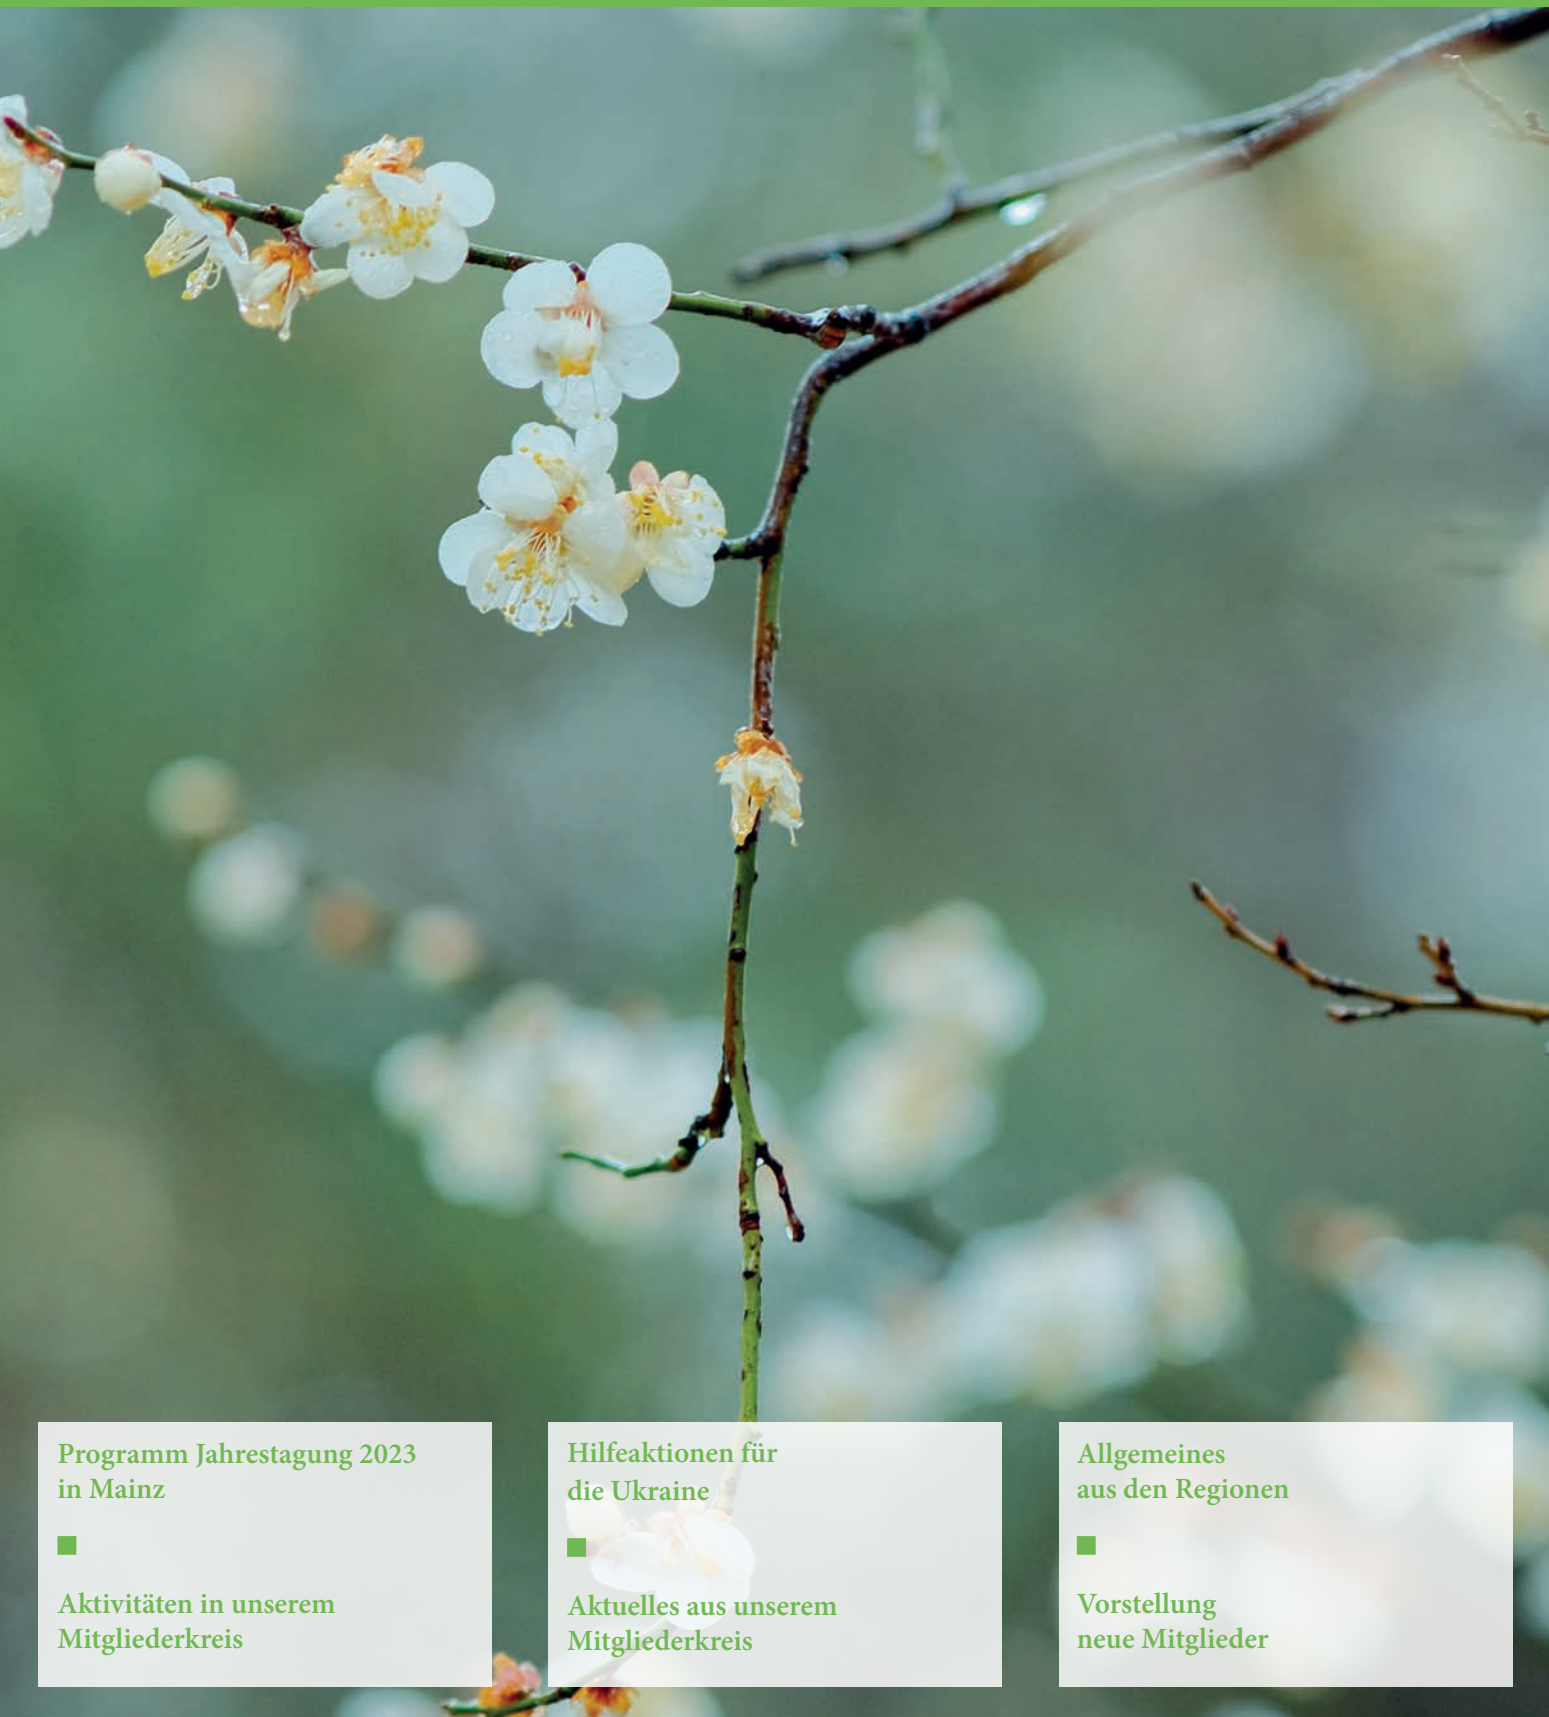 Programm Jahrestagung 2023
in Mainz
Aktivitäten in unserem
Mitgliederkreis
Hilfeaktionen für
die Ukraine
Aktuelles aus unserem
Mitgliederkreis
Allgemeines
aus den Regionen
Vorstellung
neue Mitglieder